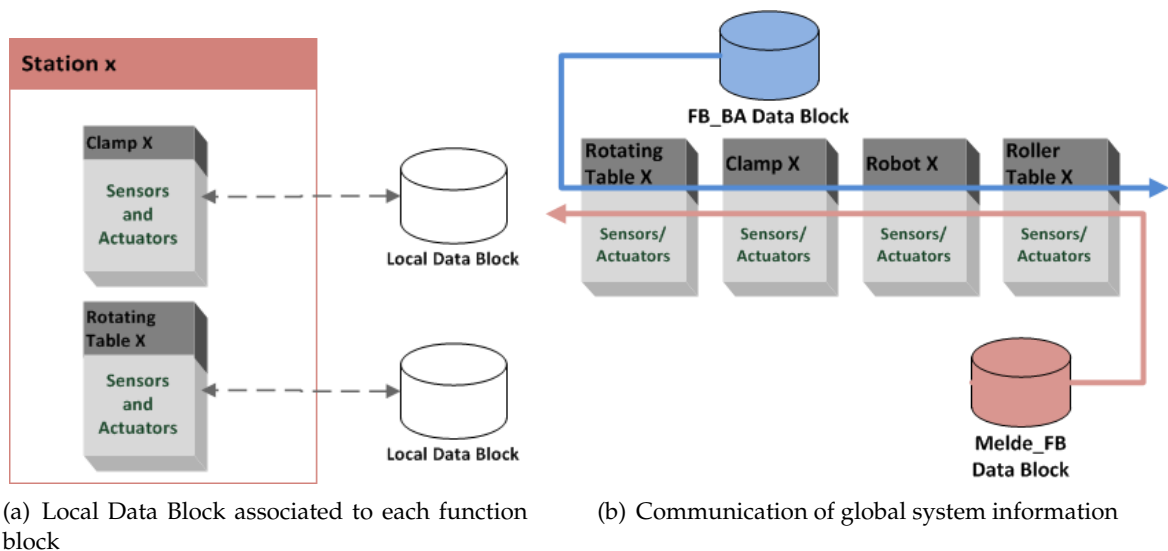 Station x
Clamp X
Sensors
and
Actuators
Local Data Block
Rotating
Table X
Sensors
and
Actuators
Local Data Block
(a) Local Data Block associated to each function
block
FB_BA Data Block
Rotating
Table X
Clamp X
Robot X
Roller
Table X
Sensors/
Actuators
Sensors/
Actuators
Sensors/
Actuators
Sensors/
Actuators
Melde_FB
Data Block
(b) Communication of global system information